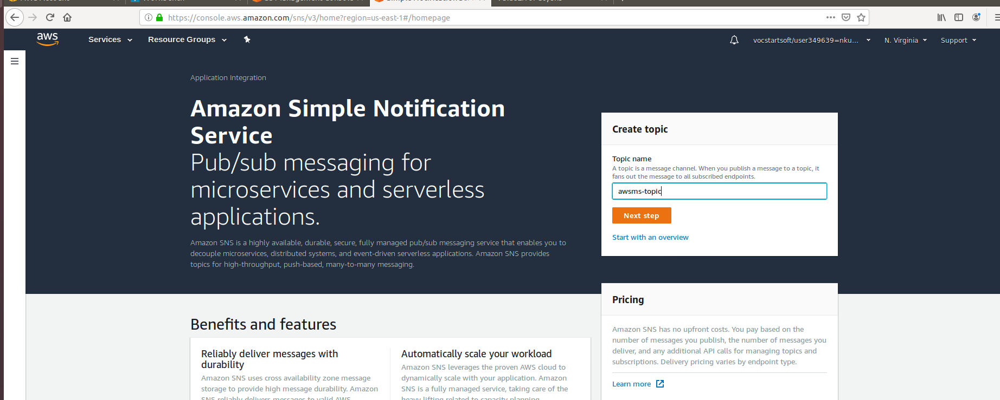 https://console.aws.amazon.com/sns/v3/home?region=us-east-1#/homepage
aws
Services
Resource Groups
vocstartsoft/user349639=nku...
N. Virginia
Support
Application Integration
Amazon Simple Notification
Service
Pub/sub messaging for
microservices and serverless
applications.
Amazon SNS is a highly available, durable, secure, fully managed pub/sub messaging service that enables you to
decouple microservices, distributed systems, and event-driven serverless applications. Amazon SNS provides
topics for high-throughput, push-based, many-to-many messaging.
Create topic
Topic name
A topic is a message channel. When you publish a message to a topic, it
fans out the message to all subscribed endpoints.
awsms-topic
Next step
Start with an overview
Pricing
Amazon SNS has no upfront costs. You pay based on the
number of messages you publish, the number of messages you
deliver, and any additional API calls for managing topics and
subscriptions. Delivery pricing varies by endpoint type.
Learn more
Benefits and features
Reliably deliver messages with
durability
Amazon SNS uses cross availability zone message
storage to provide high message durability. Amazon
SNS reliably delivers messages to valid AWS
Automatically scale your workload
Amazon SNS leverages the proven AWS cloud to
dynamically scale with your application. Amazon
SNS is a fully managed service, taking care of the
heavy lifting related to capacity planning